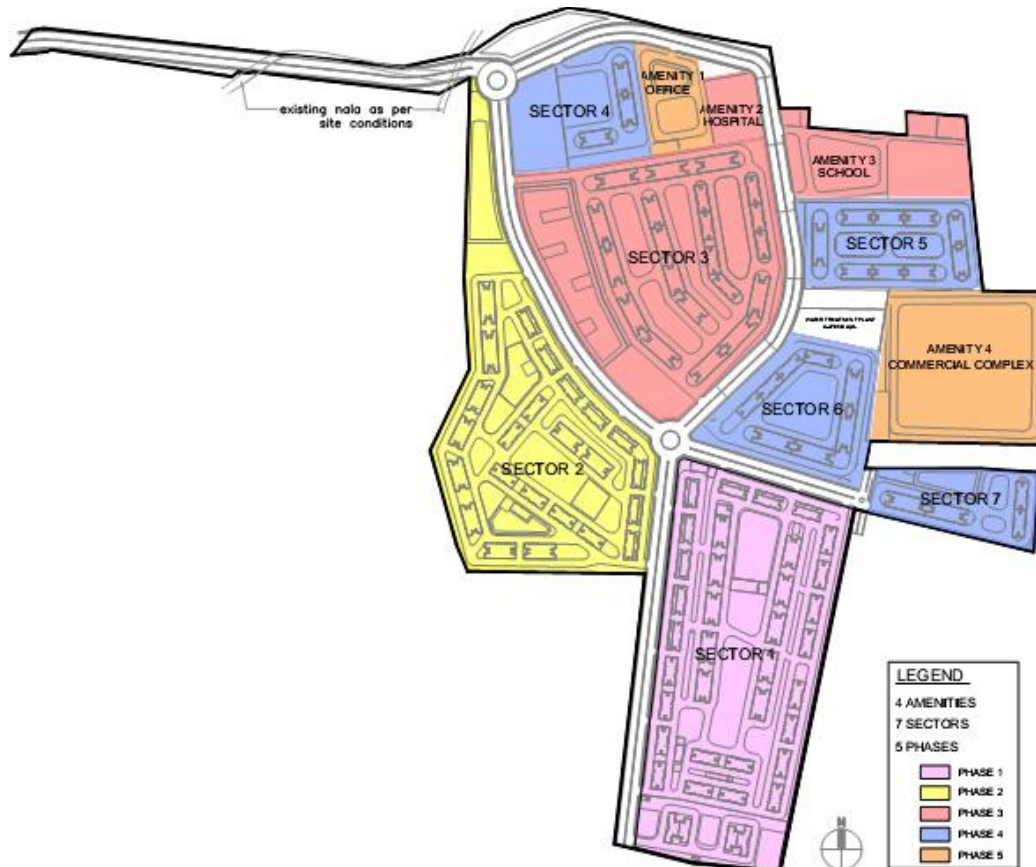 existing nala as per
site conditions
SECTOR 4
AMENITY 1
OFFICE
AMENITY 2
HOSPITAL
AMENITY 3
SCHOOL
SECTOR 5
SECTOR 3
AMENITY 4
COMMERCIAL COMPLEX
SECTOR 6
SECTOR 2
SECTOR 7
SECTOR 1
LEGEND
4 AMENITIES
7 SECTORS
5 PHASES
PHASE 1
PHASE 2
PHASE 3
PHASE 4
PHASE 5
N